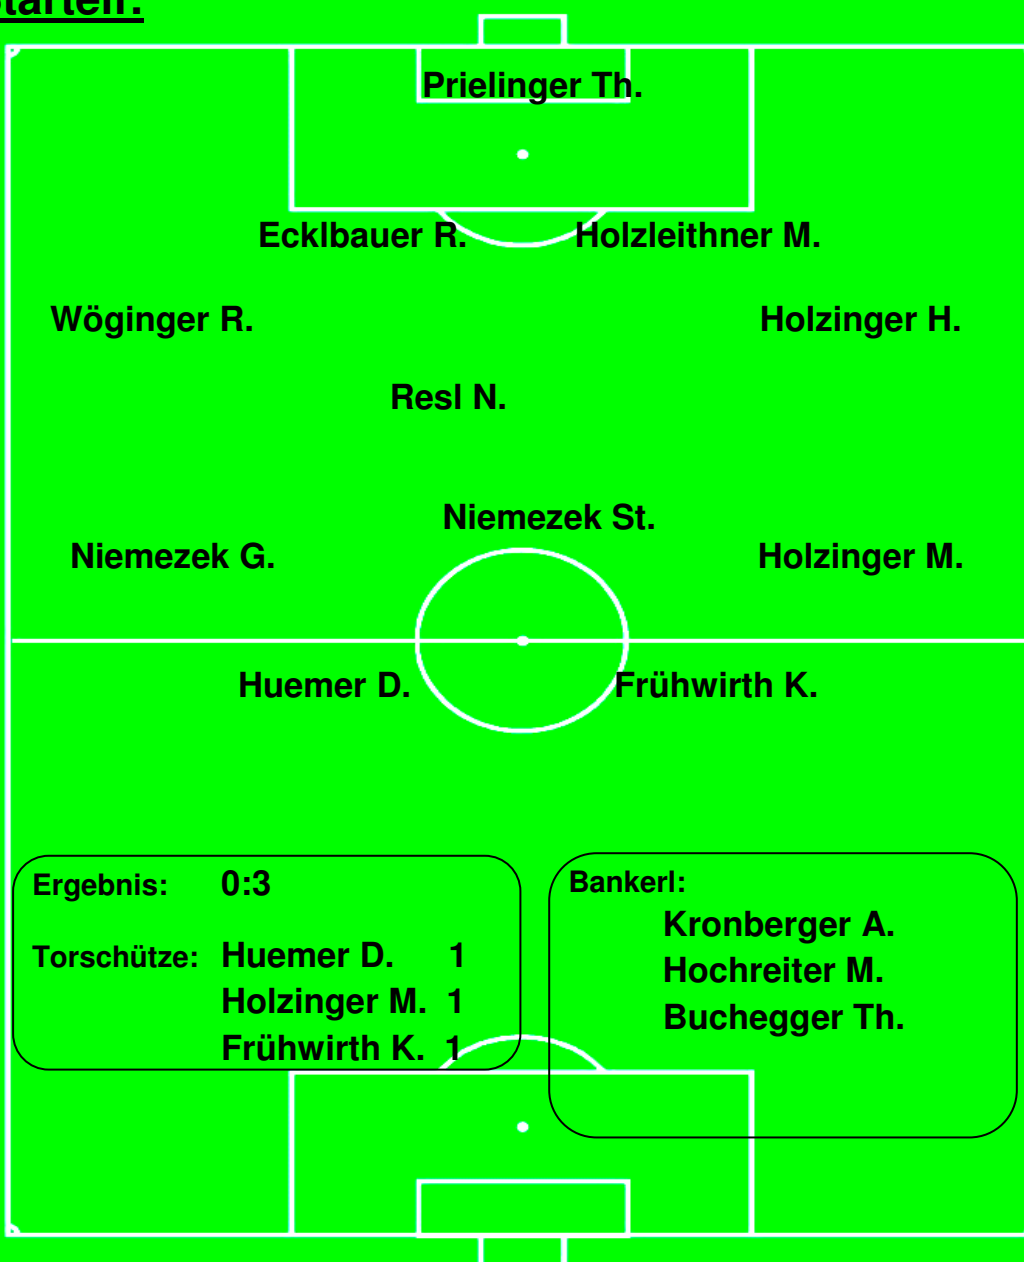 Prielinger Th.
Ecklbauer R. Holzleithner M.
Wöginger R. Holzinger H.
Resl N.
Niemezek St.
Niemezek G. Holzinger M.
Huemer D. Frühwirth K.
Ergebnis: 0:3
Torschütze: Huemer D. 1
Holzinger M. 1
Frühwirth K. 1
Bankerl:
Kronberger A.
Hochreiter M.
Buchegger Th.